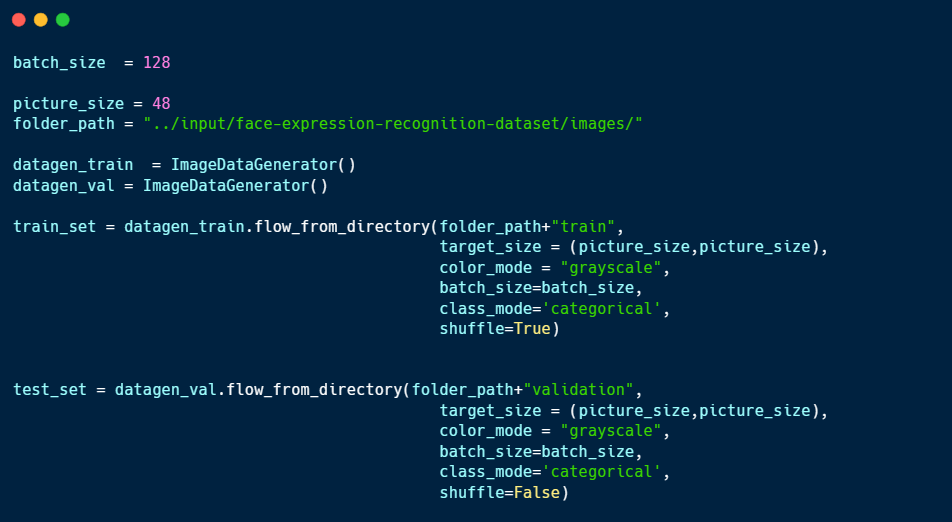 batch_size  = 128
picture_size = 48
folder_path = "../input/face-expression-recognition-dataset/images/"
datagen_train  = ImageDataGenerator()
datagen_val = ImageDataGenerator()
train_set = datagen_train.flow_from_directory(folder_path+"train",
                                              target_size = (picture_size,picture_size),
                                              color_mode = "grayscale",
                                              batch_size=batch_size,
                                              class_mode='categorical',
                                              shuffle=True)
test_set = datagen_val.flow_from_directory(folder_path+"validation",
                                              target_size = (picture_size,picture_size),
                                              color_mode = "grayscale",
                                              batch_size=batch_size,
                                              class_mode='categorical',
                                              shuffle=False)